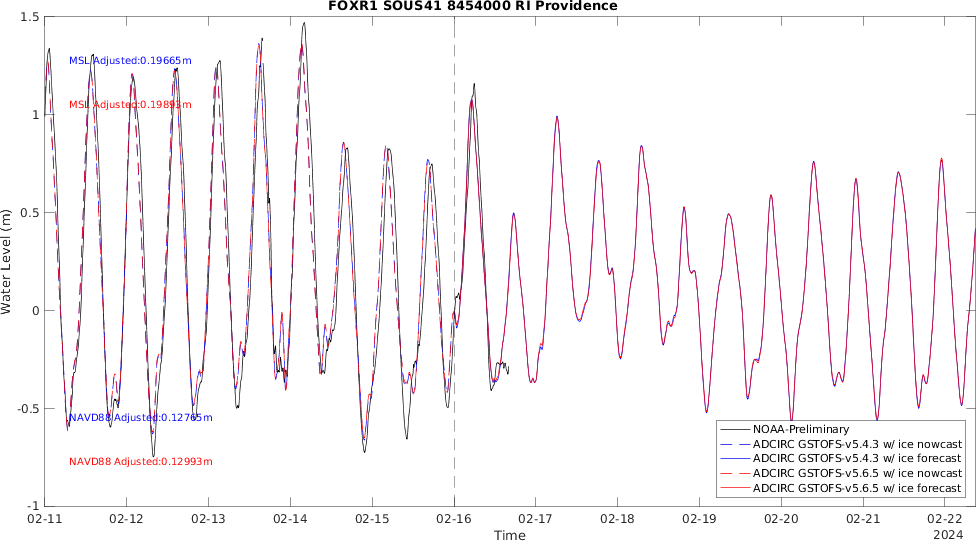 FOXR1 SOUS41 8454000 RI Providence
1.5
1
0.5
0
-0.5
-1
Water Level (m)
MSL Adjusted:0.19665m
MSL Adjusted:0.19893m
NAVD88 Adjusted:0.12765m
NAVD88 Adjusted:0.12993m
NOAA-Preliminary
ADCIRC GSTOFS-v5.4.3 w/ ice nowcast
ADCIRC GSTOFS-v5.4.3 w/ ice forecast
ADCIRC GSTOFS-v5.6.5 w/ ice nowcast
ADCIRC GSTOFS-v5.6.5 w/ ice forecast
02-11 02-12 02-13 02-14 02-15 02-16 02-17 02-18 02-19 02-20 02-21 02-22
Time
2024